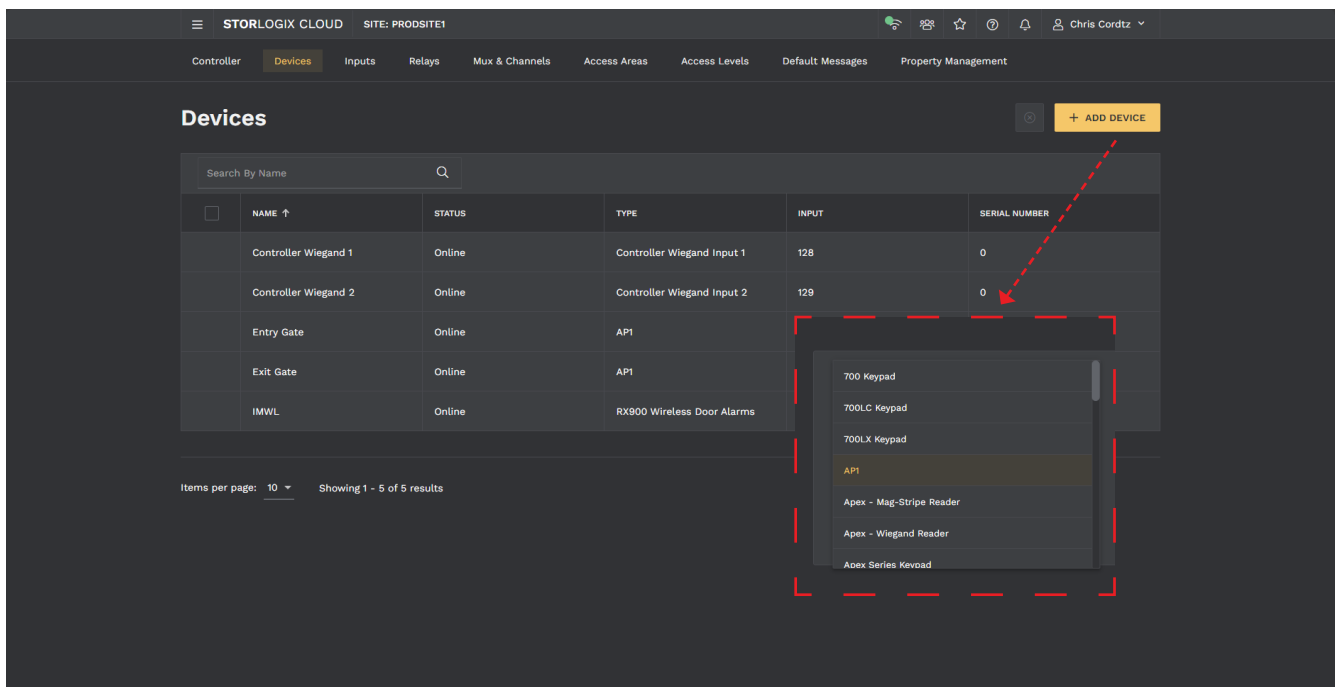 STORLOGIX CLOUD SITE: PRODSITE1 Chris Cordtz
Controller Devices Inputs Relays Mux & Channels Access Areas Access Levels Default Messages Property Management
Devices
+ ADD DEVICE
Search By Name
NAME ↑ STATUS TYPE INPUT SERIAL NUMBER
Controller Wiegand 1 Online Controller Wiegand Input 1 128 0
Controller Wiegand 2 Online Controller Wiegand Input 2 129 0
Entry Gate Online AP1
Exit Gate Online AP1
IMWL Online RX900 Wireless Door Alarms
700 Keypad
700LC Keypad
700LX Keypad
AP1
Apex - Mag-Stripe Reader
Apex - Wiegand Reader
Apex Series Keypad
Items per page: 10 Showing 1 - 5 of 5 results